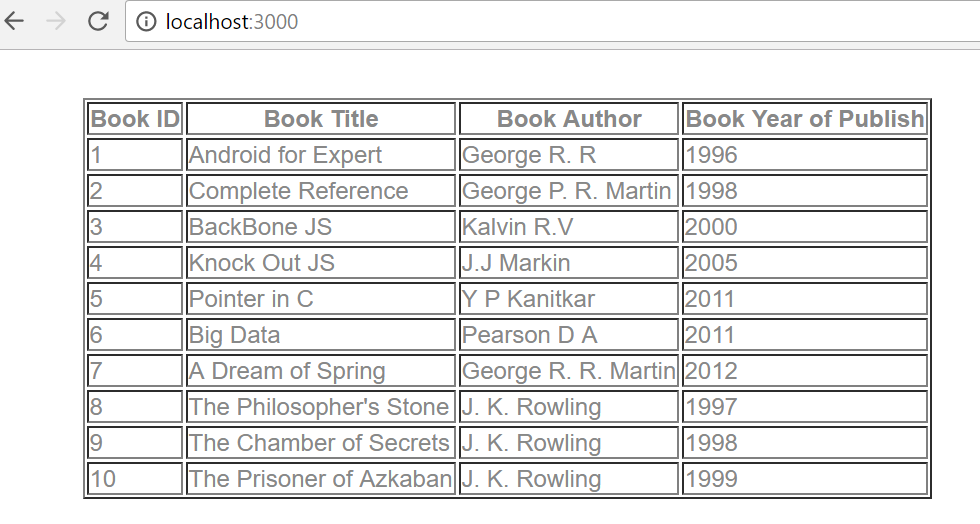 localhost:3000
Book ID Book Title Book Author Book Year of Publish
1 Android for Expert George R. R 1996
2 Complete Reference George P. R. Martin 1998
3 BackBone JS Kalvin R.V 2000
4 Knock Out JS J.J Markin 2005
5 Pointer in C Y P Kanitkar 2011
6 Big Data Pearson D A 2011
7 A Dream of Spring George R. R. Martin 2012
8 The Philosopher's Stone J. K. Rowling 1997
9 The Chamber of Secrets J. K. Rowling 1998
10 The Prisoner of Azkaban J. K. Rowling 1999